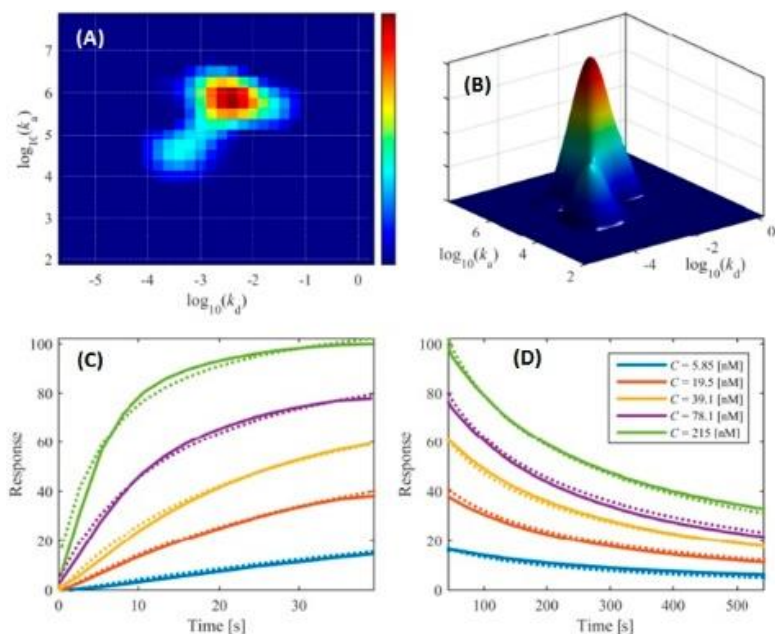 (A)
7
6
5
4
3
2
log10(ka)
-5
-4
-3
-2
-1
0
log10(kd)
(B)
6
4
2
log10(ka)
-4
-2
0
log10(kd)
(C)
100
80
60
40
20
0
Response
0
10
20
30
Time [s]
(D)
C = 5.85 [nM]
C = 19.5 [nM]
C = 39.1 [nM]
C = 78.1 [nM]
C = 215 [nM]
100
80
60
40
20
0
Response
100
200
300
400
500
Time [s]